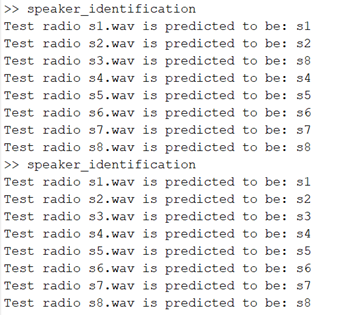 >> speaker_identification
Test radio s1.wav is predicted to be: s1
Test radio s2.wav is predicted to be: s2
Test radio s3.wav is predicted to be: s8
Test radio s4.wav is predicted to be: s4
Test radio s5.wav is predicted to be: s5
Test radio s6.wav is predicted to be: s6
Test radio s7.wav is predicted to be: s7
Test radio s8.wav is predicted to be: s8
>> speaker_identification
Test radio s1.wav is predicted to be: s1
Test radio s2.wav is predicted to be: s2
Test radio s3.wav is predicted to be: s3
Test radio s4.wav is predicted to be: s4
Test radio s5.wav is predicted to be: s5
Test radio s6.wav is predicted to be: s6
Test radio s7.wav is predicted to be: s7
Test radio s8.wav is predicted to be: s8